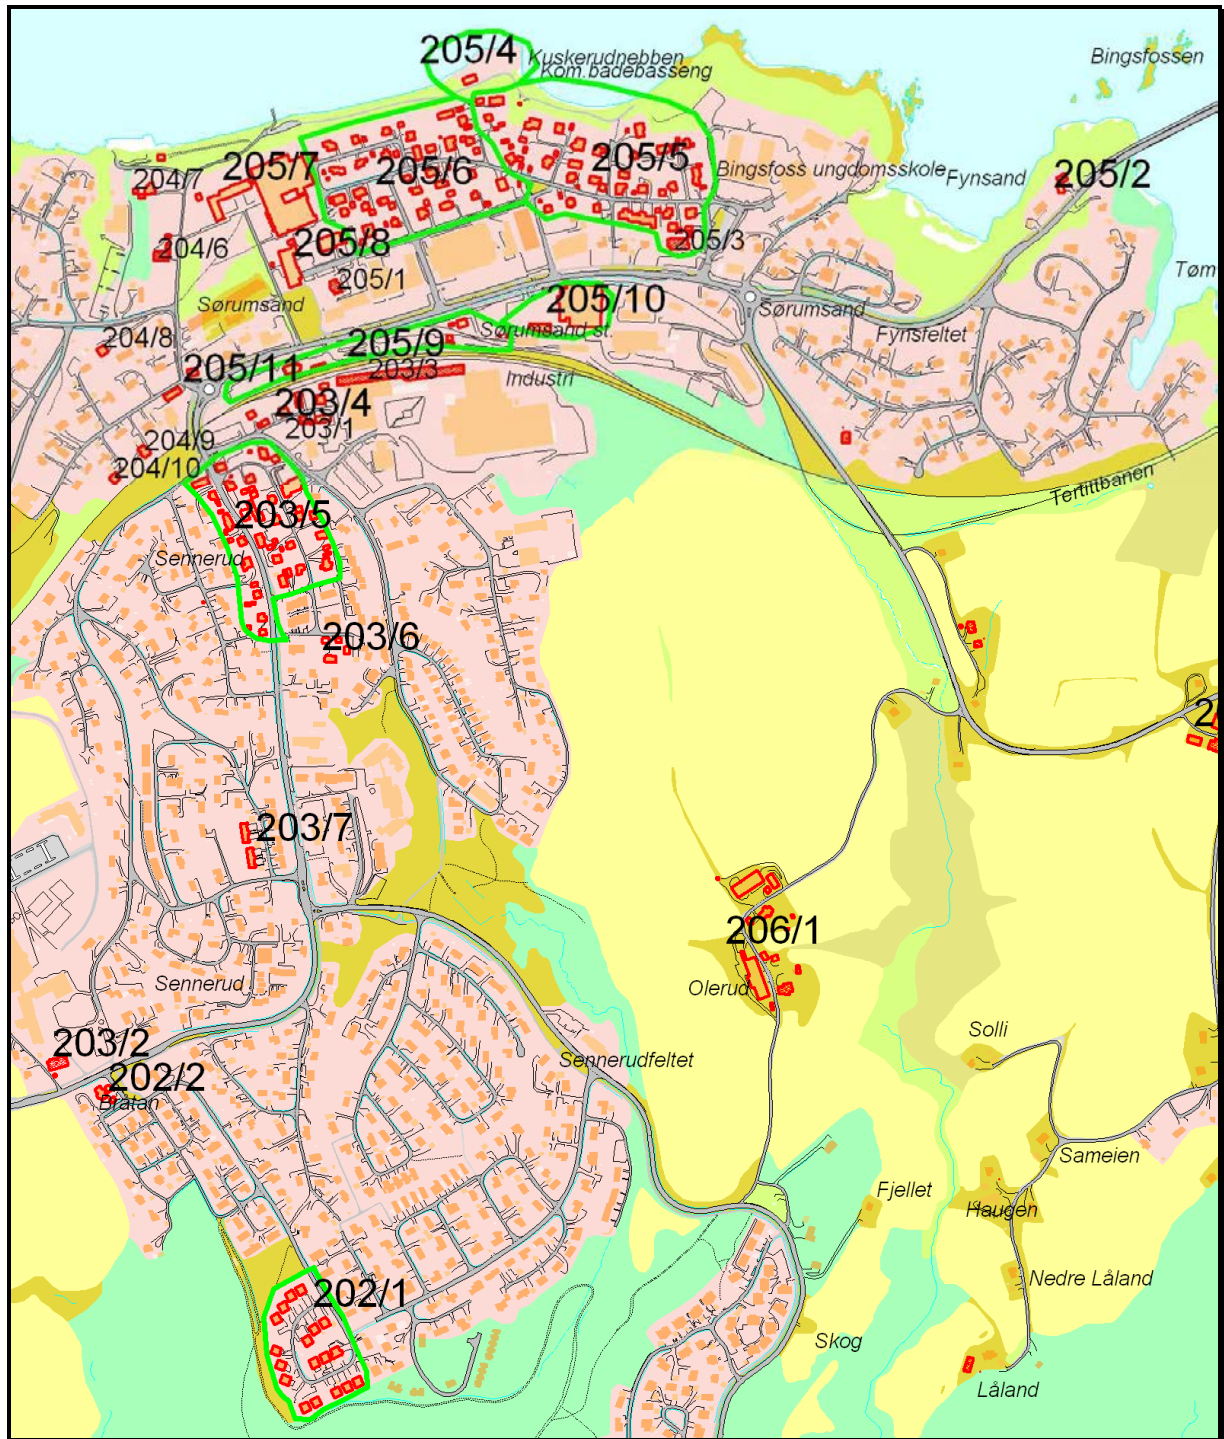 205/4
Kuskerudnebben
Kom.badebasseng
Bingsfossen
205/7
205/6
205/5
Bingsfoss ungdomsskole
Fynsand
205/2
204/7
204/6
205/8
205/3
205/1
Tøm
Sørumsand
205/10
Sørumsand
Sørumsand st.
Fynsfeltet
204/8
205/9
205/11
203/3
Industri
203/4
203/1
204/9
204/10
Tertittbanen
203/5
Sennerud
203/6
2
203/7
206/1
Olerud
Sennerud
Solli
203/2
Sennerudfeltet
202/2
Bråtan
Sameien
Fjellet
Haugen
Nedre Låland
202/1
Skog
Låland